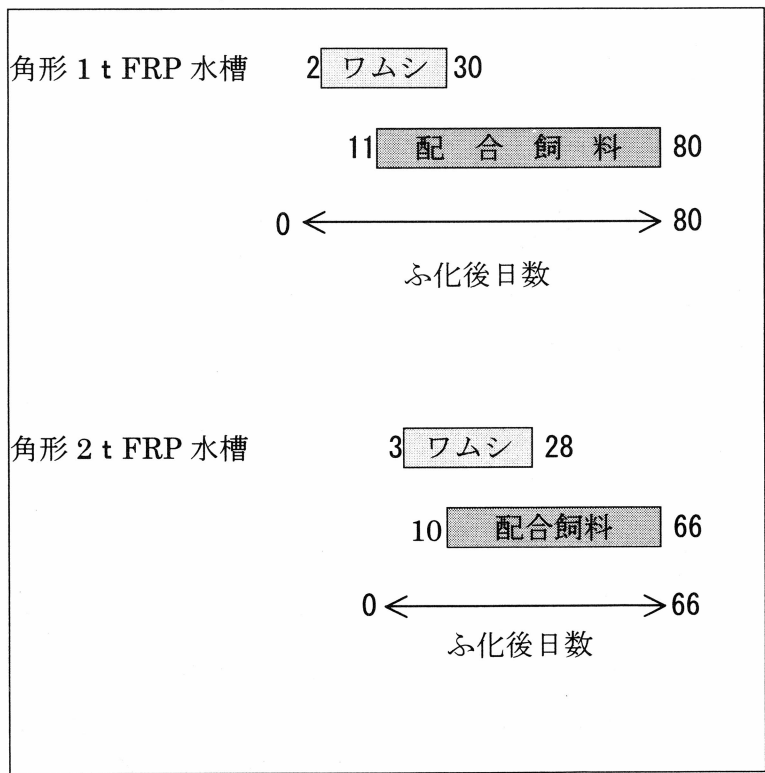 角形 1 t FRP 水槽 2 ワムシ 30
11 配 合 飼 料 80
0 80
ふ化後日数
角形 2 t FRP 水槽 3 ワムシ 28
10 配合飼料 66
0 66
ふ化後日数